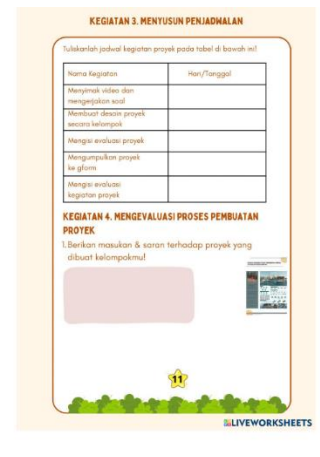 KEGIATAN 3. MENYUSUN PENJADWALAN
Tuliskanlah jadwal kegiatan proyek pada tabel di bawah ini!
Nama Kegiatan
Hari/Tanggal
Menyimak video dan
mengerjakan soal
Membuat desain proyek
secara kelompok
Mengisi evaluasi proyek
Mengumpulkan proyek
ke gform
Mengisi evaluasi
kegiatan proyek
KEGIATAN 4. MENGEVALUASI PROSES PEMBUATAN
PROYEK
1. Berikan masukan & saran terhadap proyek yang
dibuat kelompokmu!
11
LIVEWORKSHEETS